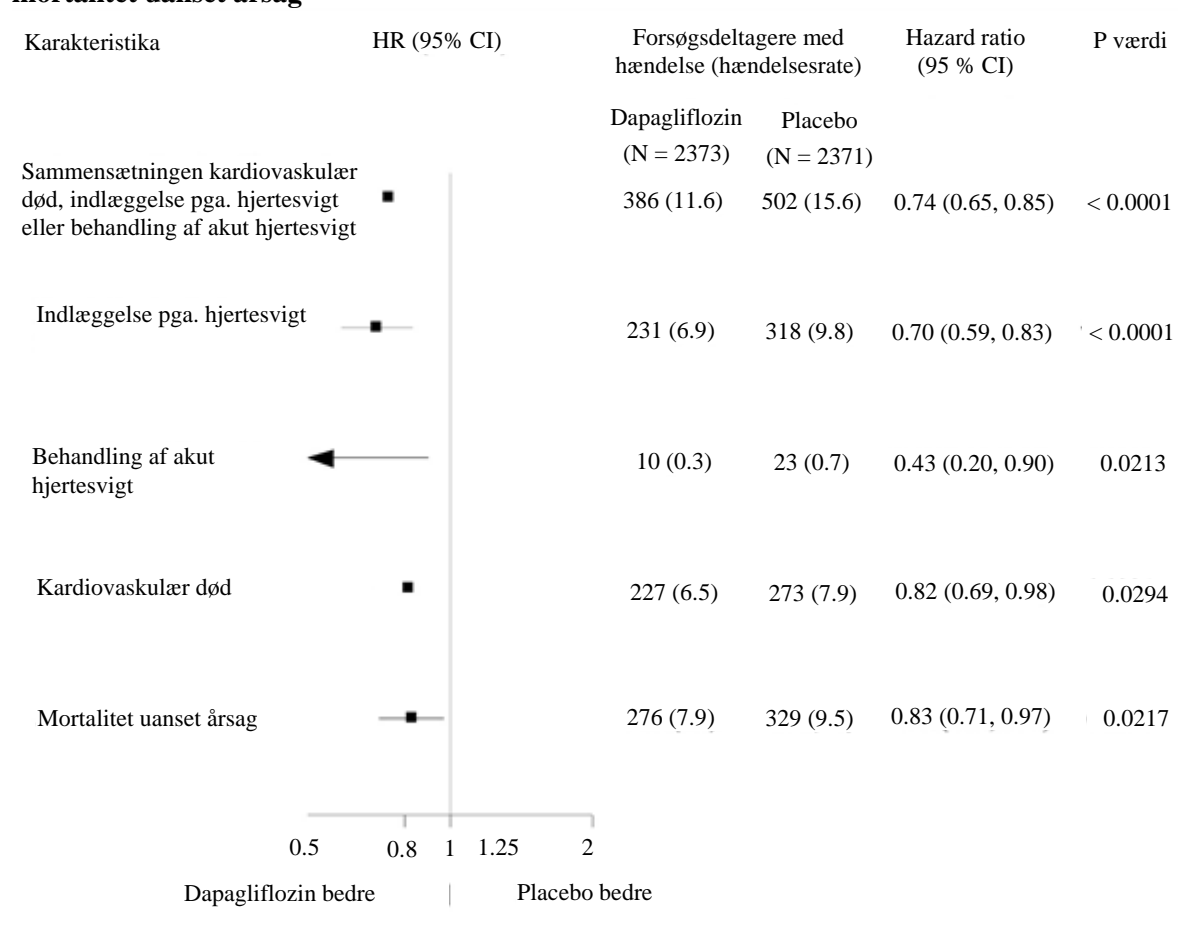 mortalitet uanset årsag
Karakteristika HR (95% CI) Forsøgsdeltagere med Hazard ratio P værdi
hændelse (hændelsesrate) (95 % CI)
Dapagliflozin Placebo
(N = 2373) (N = 2371)
Sammensætningen kardiovaskulær
død, indlæggelse pga. hjertesvigt 386 (11.6) 502 (15.6) 0.74 (0.65, 0.85) < 0.0001
eller behandling af akut hjertesvigt
Indlæggelse pga. hjertesvigt 231 (6.9) 318 (9.8) 0.70 (0.59, 0.83) < 0.0001
Behandling af akut 10 (0.3) 23 (0.7) 0.43 (0.20, 0.90) 0.0213
hjertesvigt
Kardiovaskulær død 227 (6.5) 273 (7.9) 0.82 (0.69, 0.98) 0.0294
Mortalitet uanset årsag 276 (7.9) 329 (9.5) 0.83 (0.71, 0.97) 0.0217
0.5 0.8 1 1.25 2
Dapagliflozin bedre Placebo bedre